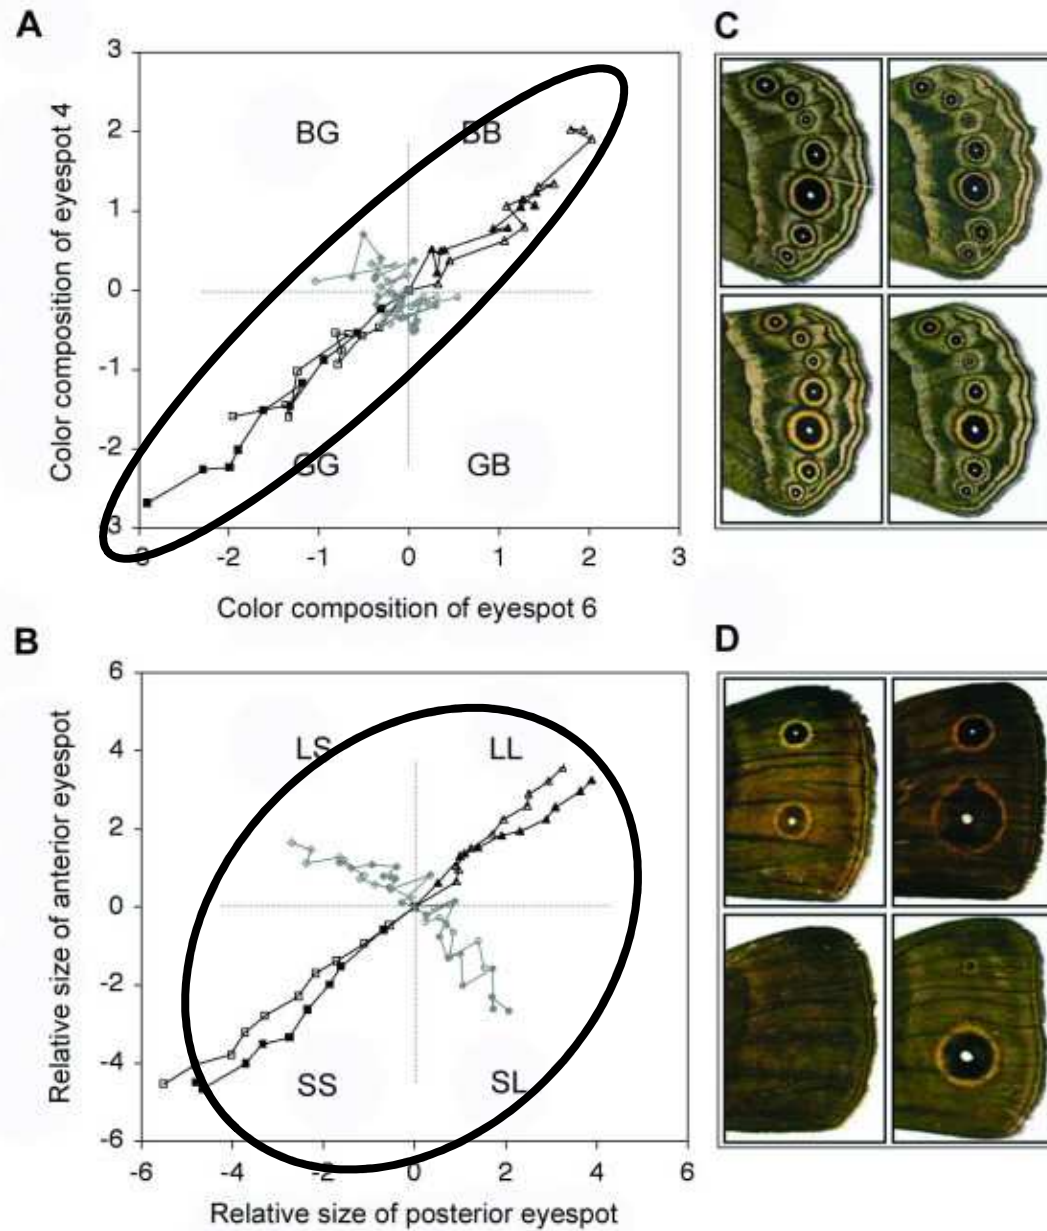 A
3
2
1
0
-1
-2
-3
BG
BB
GG
GB
-3
-2
-1
0
1
2
3
Color composition of eyespot 4
Color composition of eyespot 6
C
B
6
4
2
0
-2
-4
-6
LS
LL
SS
SL
-6
-4
-2
0
2
4
6
Relative size of anterior eyespot
Relative size of posterior eyespot
D